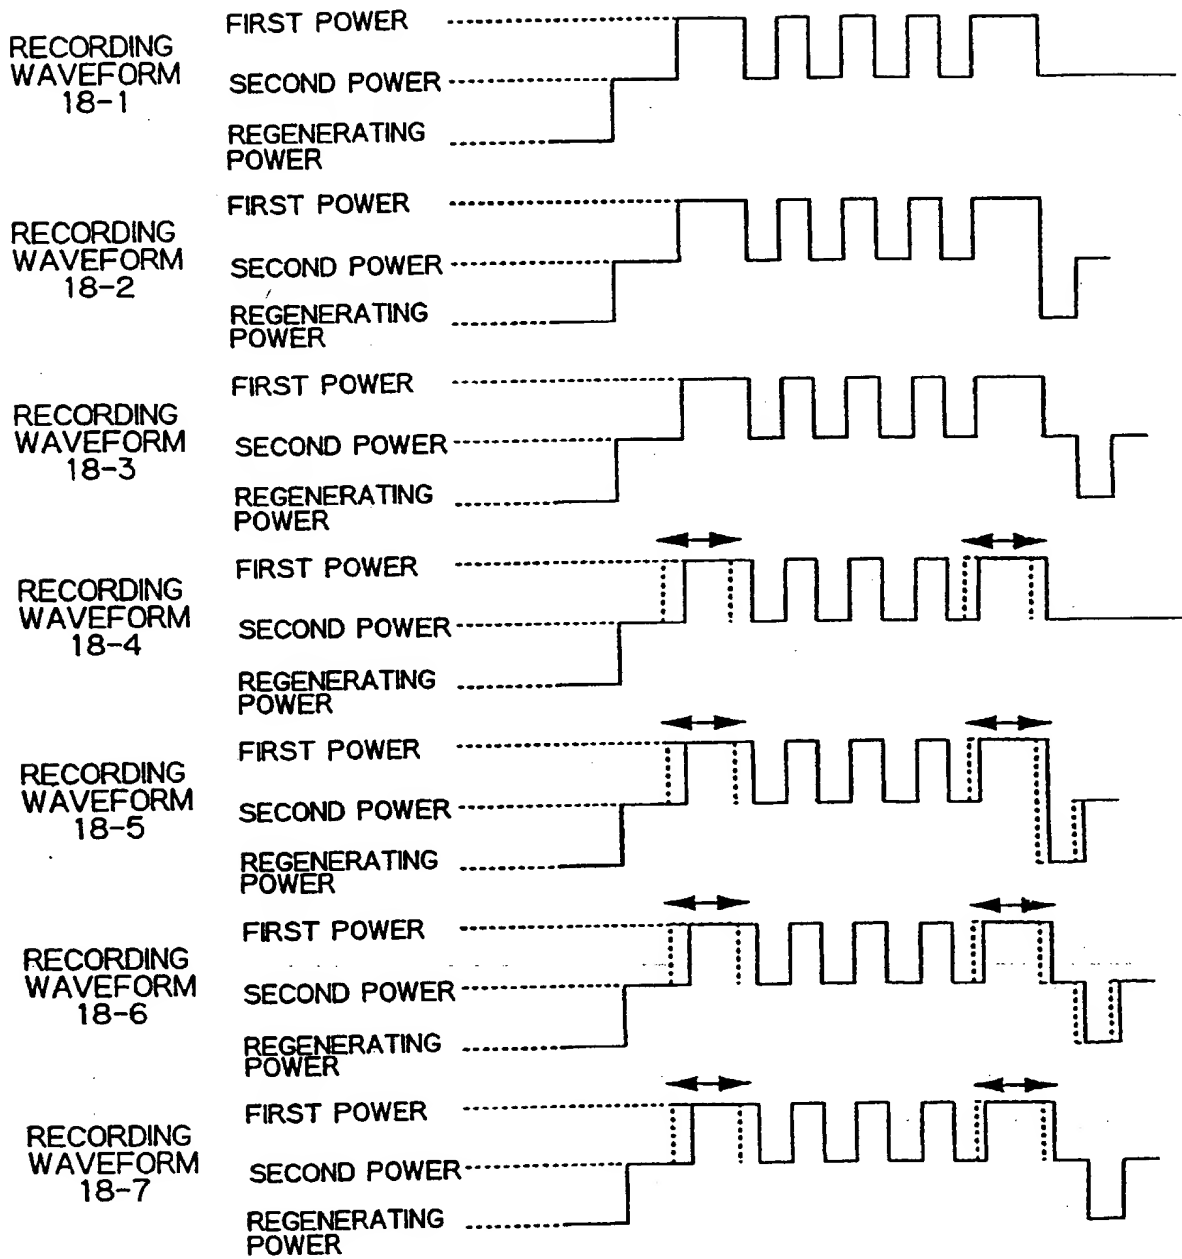 FIRST POWER
RECORDING
WAVEFORM
18-1
SECOND POWER
REGENERATING
POWER
FIRST POWER
RECORDING
WAVEFORM
18-2
SECOND POWER
REGENERATING
POWER
FIRST POWER
RECORDING
WAVEFORM
18-3
SECOND POWER
REGENERATING
POWER
FIRST POWER
RECORDING
WAVEFORM
18-4
SECOND POWER
REGENERATING
POWER
FIRST POWER
RECORDING
WAVEFORM
18-5
SECOND POWER
REGENERATING
POWER
FIRST POWER
RECORDING
WAVEFORM
18-6
SECOND POWER
REGENERATING
POWER
FIRST POWER
RECORDING
WAVEFORM
18-7
SECOND POWER
REGENERATING
POWER